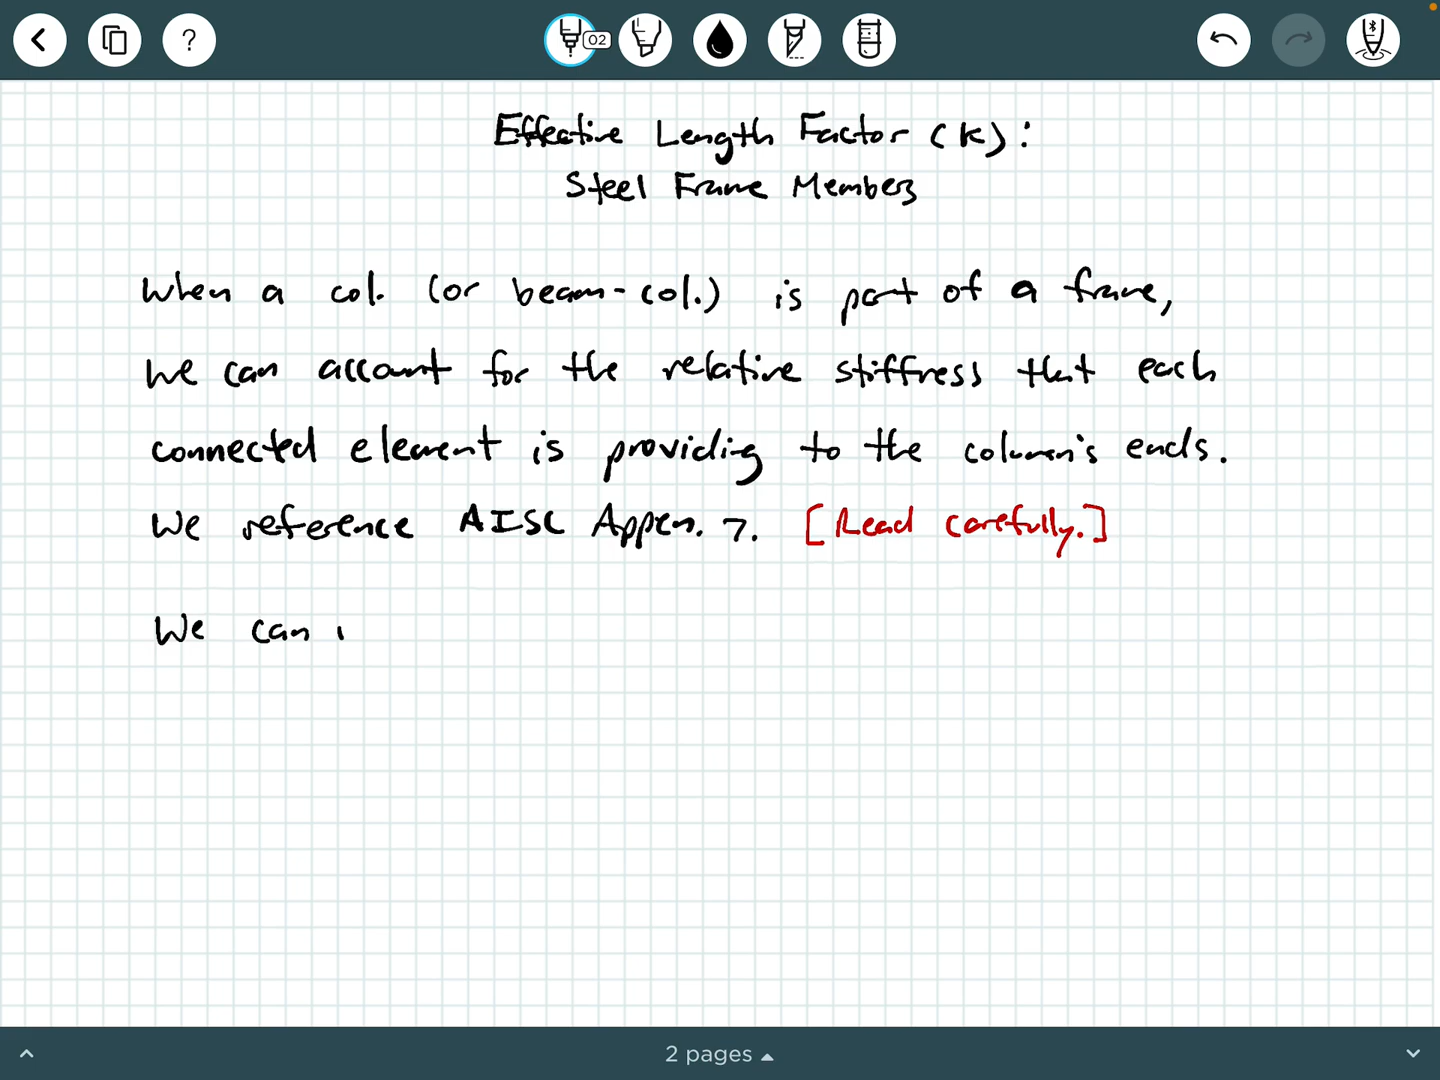 ?
02
Effective Length Factor (K):
Steel Frame Members
When a col. (or beam-col.) is part of a frame,
we can account for the relative stiffness that each
connected element is providing to the column's ends.
We reference AISC Appen. 7. [Read carefully.]
We can
2 pages